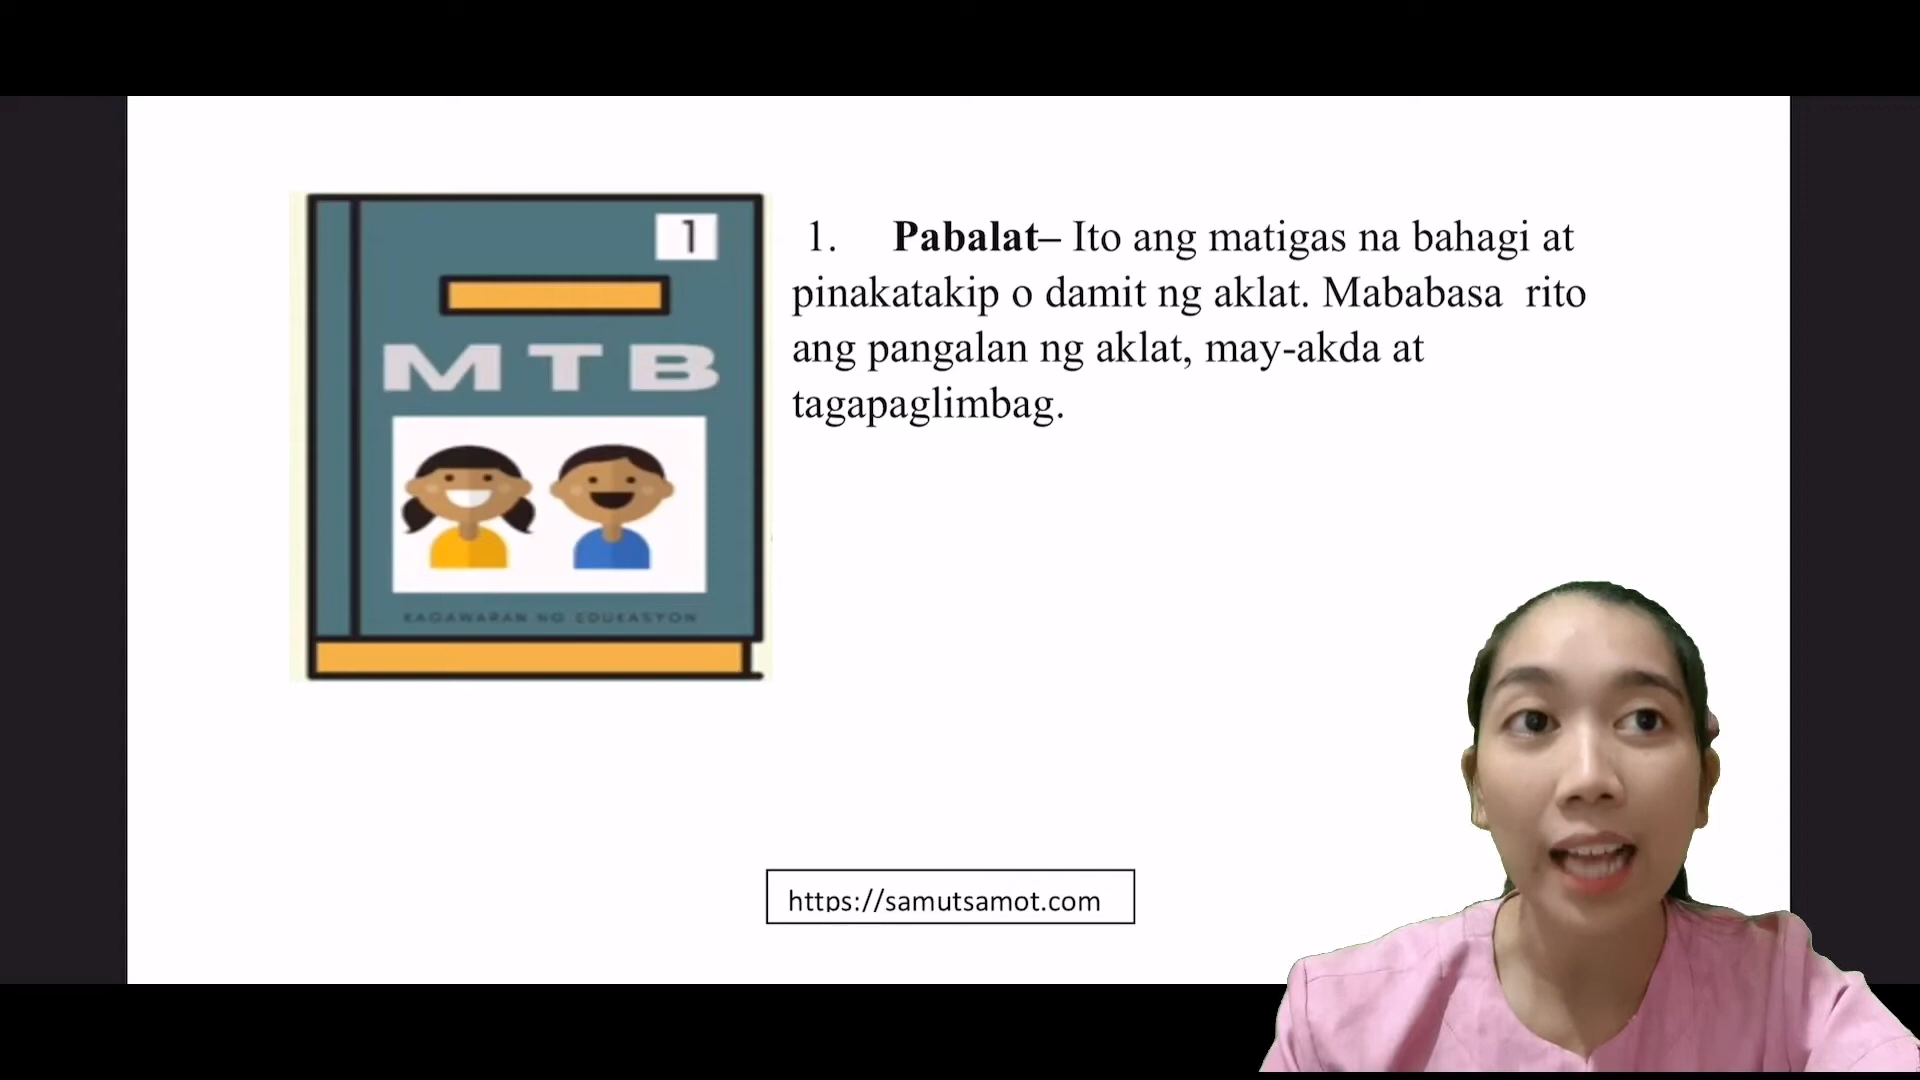 1
MTB
KAGAWARAN NG EDUKASYON
1. Pabalat– Ito ang matigas na bahagi at
pinakatakip o damit ng aklat. Mababasa rito
ang pangalan ng aklat, may-akda at
tagapaglimbag.
https://samutsamot.com